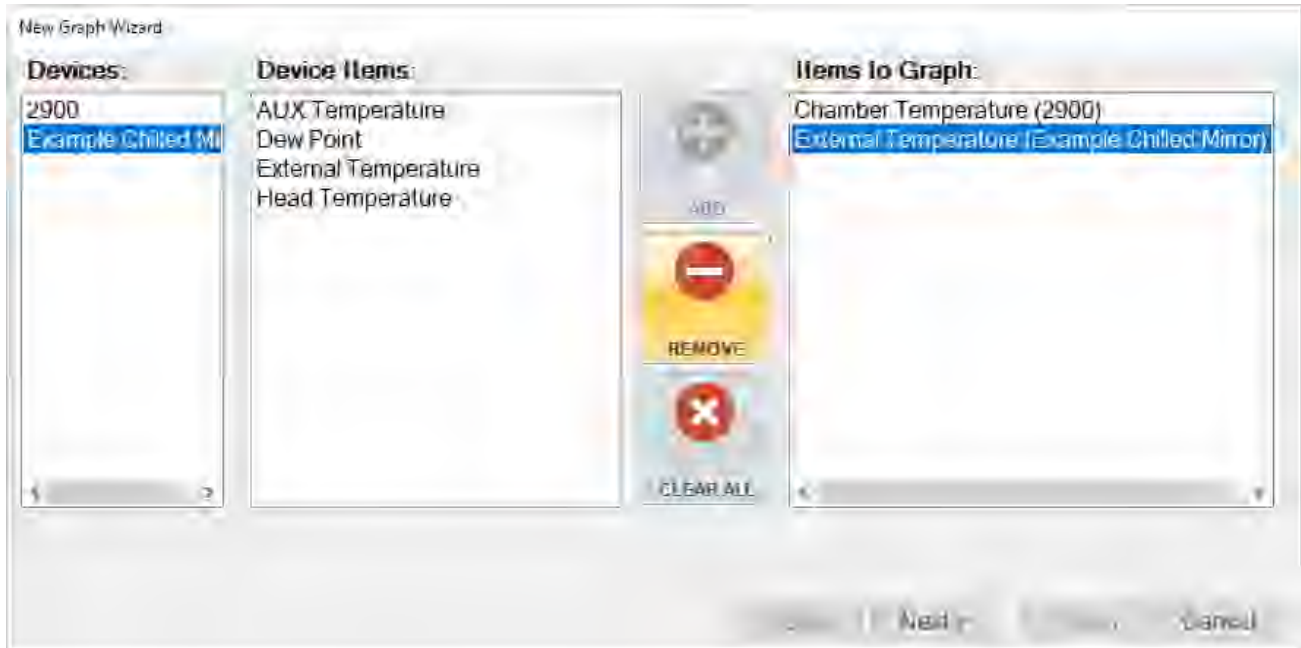 New Graph Wizard
Devices:
2900
Example Chilled Mi
Device Items:
AUX Temperature
Dew Point
External Temperature
Head Temperature
ADD
REMOVE
CLEAR ALL
Items to Graph:
Chamber Temperature (2900)
External Temperature (Example Chilled Mirror)
Next >
Cancel